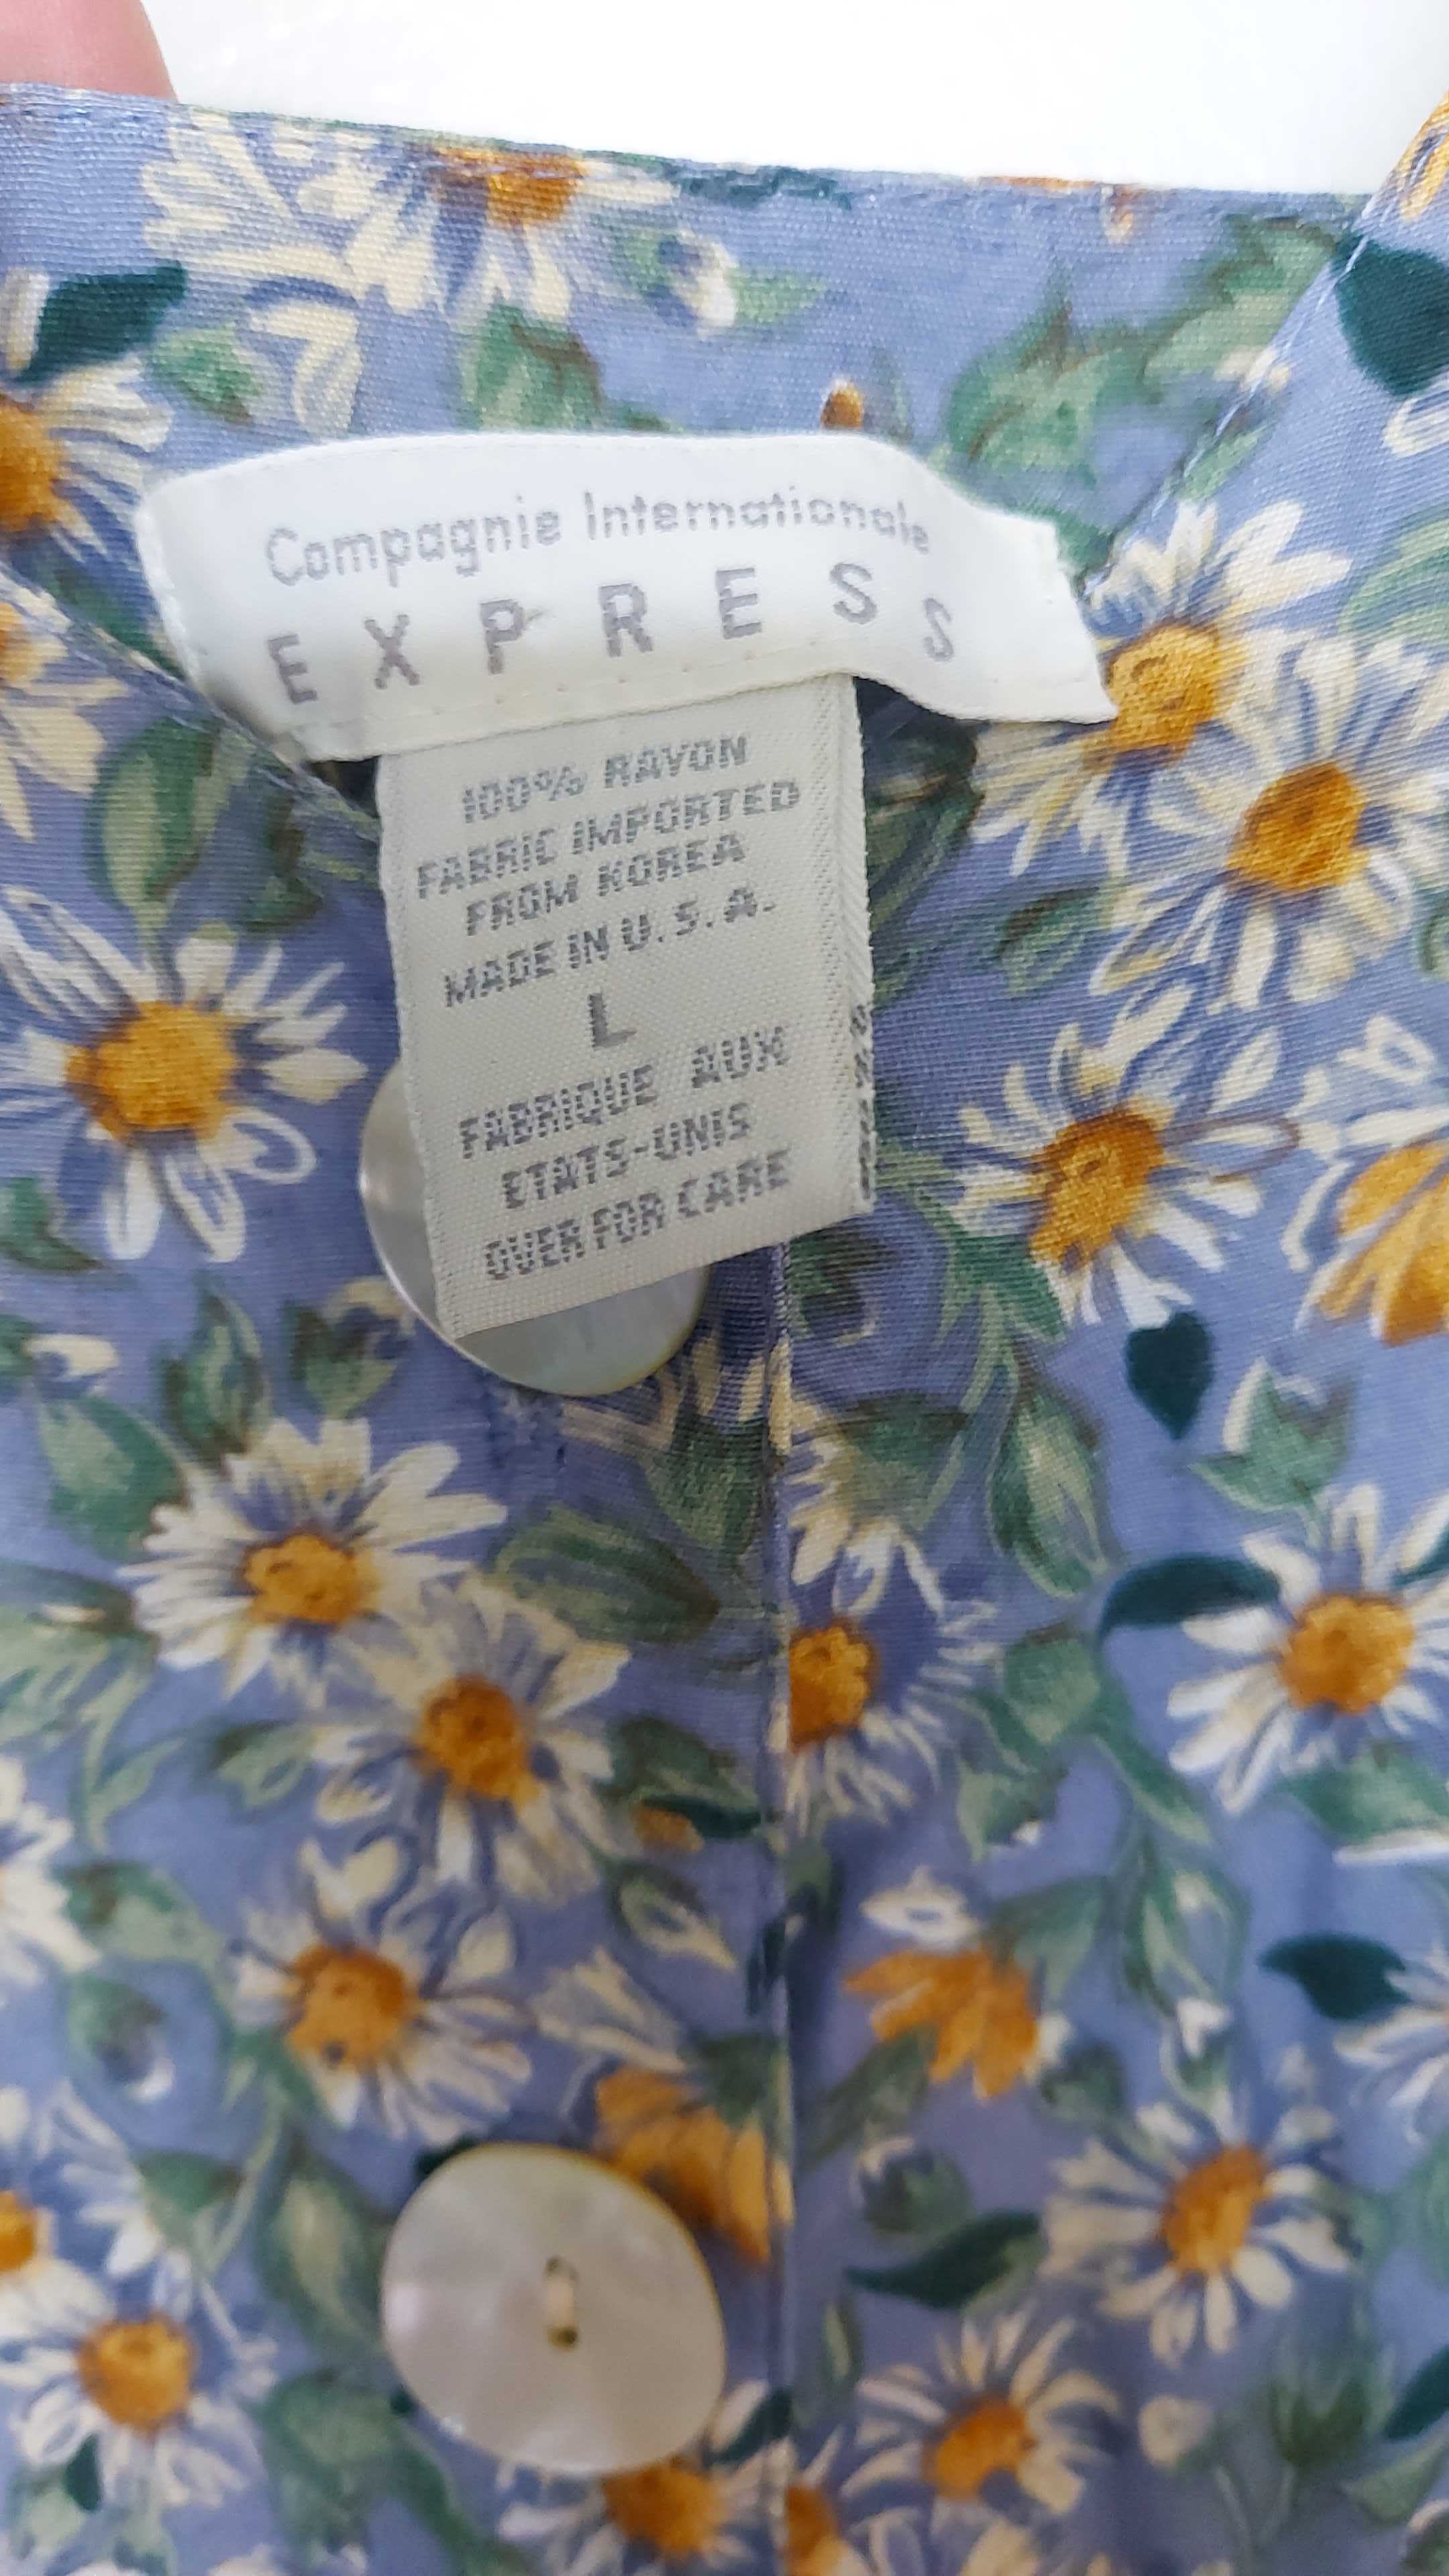 Compagnie Internationale
EXPRESS
100% RAYON
FABRIC IMPORTED
FROM KOREA
MADE IN U.S.A.
L
FABRIQUE AUX
ETATS-UNIS
OVER FOR CARE